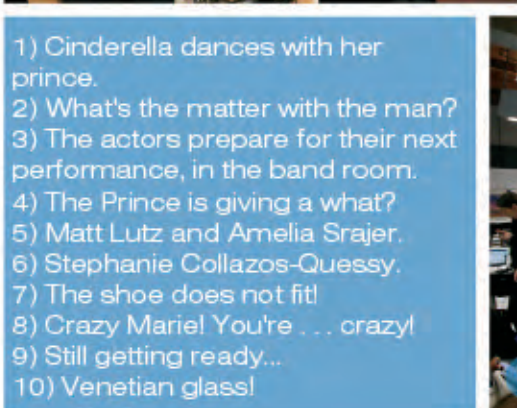 1) Cinderella dances with her
prince.
2) What's the matter with the man?
3) The actors prepare for their next
performance, in the band room.
4) The Prince is giving a what?
5) Matt Lutz and Amelia Srajer.
6) Stephanie Collazos-Quessy.
7) The shoe does not fit!
8) Crazy Marie! You're . . . crazy!
9) Still getting ready...
10) Venetian glass!